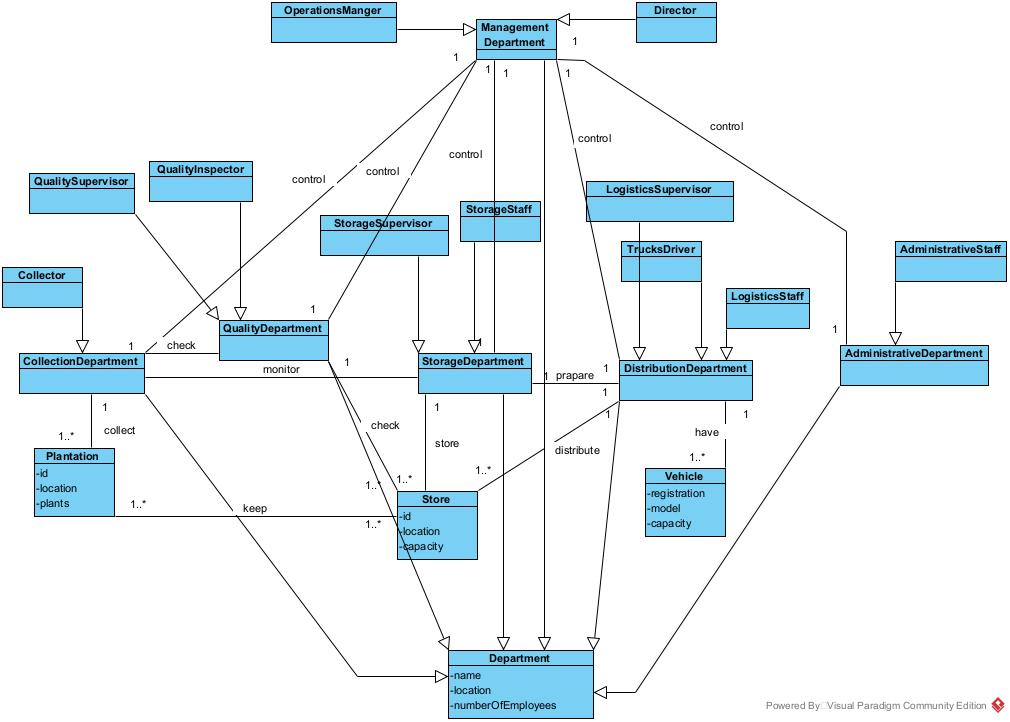 OperationsManger
Director
Management
Department
1
1
1
1
1
control
control
control
control
control
QualityInspector
QualitySupervisor
LogisticsSupervisor
StorageStaff
StorageSupervisor
TrucksDriver
AdministrativeStaff
Collector
LogisticsStaff
1
QualityDepartment
1
1
check
1
CollectionDepartment
1
StorageDepartment
1
DistributionDepartment
AdministrativeDepartment
monitor
1
prapare
1
1
1
1
1
collect
1..*
check
store
distribute
have
Plantation
-id
-location
-plants
1..*
1..*
1..*
1..*
1..*
Vehicle
-registration
-model
-capacity
keep
1..*
Store
-id
-location
-capacity
Department
-name
-location
-numberOfEmployees
Powered By Visual Paradigm Community Edition